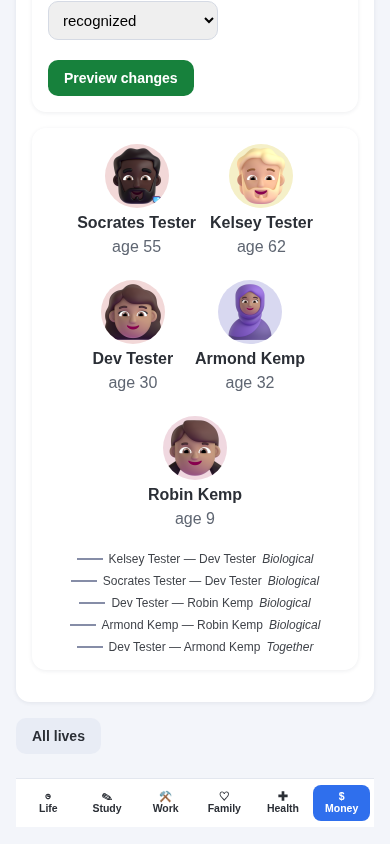 recognized
Preview changes
Socrates Tester Kelsey Tester
age 55 age 62
Dev Tester Armond Kemp
age 30 age 32
Robin Kemp
age 9
Kelsey Tester — Dev Tester Biological
Socrates Tester — Dev Tester Biological
Dev Tester — Robin Kemp Biological
Armond Kemp — Robin Kemp Biological
Dev Tester — Armond Kemp Together
All lives
$
Life Study Work Family Health Money